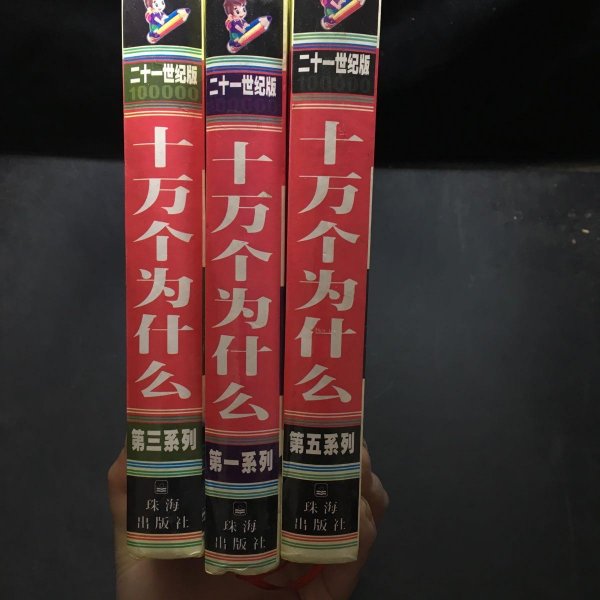 二十一世纪版
100000
十万个为什么
第三系列
珠海
出版社
二十一世纪版
100000
十万个为什么
第一系列
珠海
出版社
二十一世纪版
100000
十万个为什么
第五系列
珠海
出版社